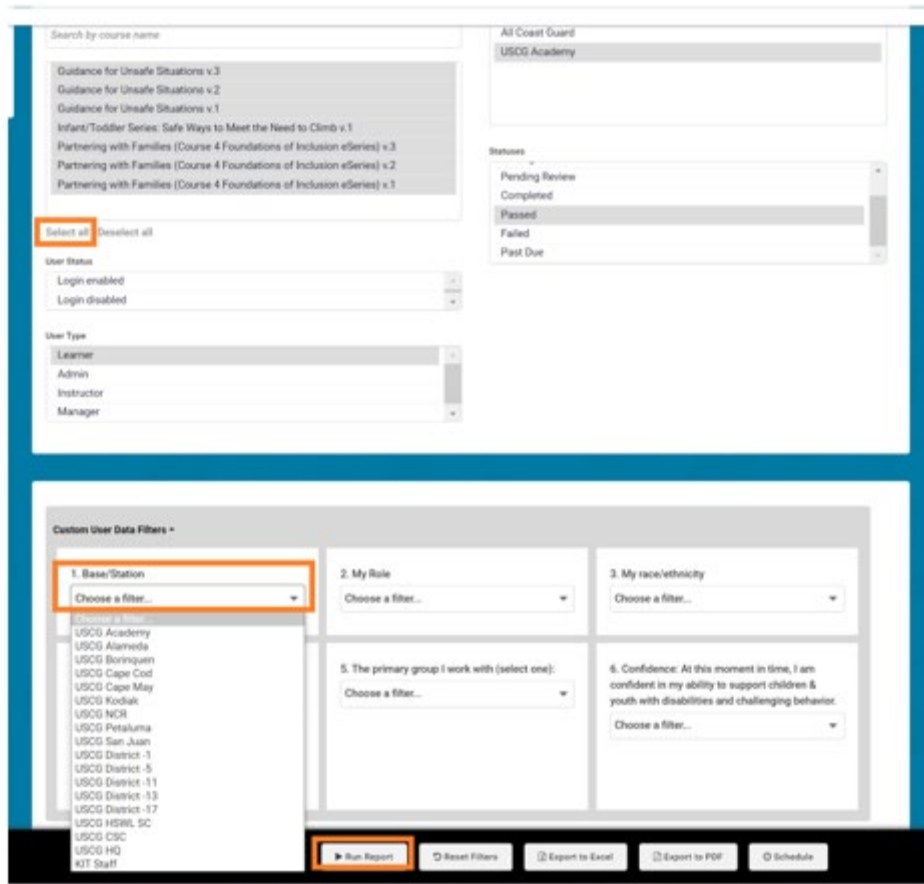 Search by course name
Guidance for Unsafe Situations v.3
Guidance for Unsafe Situations v.2
Guidance for Unsafe Situations v.1
Infant/Toddler Series: Safe Ways to Meet the Need to Climb v.1
Partnering with Families (Course 4 Foundations of Inclusion eSeries) v.3
Partnering with Families (Course 4 Foundations of Inclusion eSeries) v.2
Partnering with Families (Course 4 Foundations of Inclusion eSeries) v.1
Select all Deselect all
User Status
Login enabled
Login disabled
User Type
Learner
Admin
Instructor
Manager
All Coast Guard
USCG Academy
Statuses
Pending Review
Completed
Passed
Failed
Past Due
Custom User Data Filters
1. Base/Station
Choose a filter...
Choose a filter...
USCG Academy
USCG Alameda
USCG Borinquen
USCG Cape Cod
USCG Cape May
USCG Kodiak
USCG NCR
USCG Petaluma
USCG San Juan
USCG District -1
USCG District -5
USCG District -11
USCG District -13
USCG District -17
USCG HSWL SC
USCG CSC
USCG HQ
KIT Staff
2. My Role
Choose a filter...
3. My race/ethnicity
Choose a filter...
5. The primary group I work with (select one):
Choose a filter...
6. Confidence: At this moment in time, I am
confident in my ability to support children &
youth with disabilities and challenging behavior.
Choose a filter...
Run Report
Reset Filters
Export to Excel
Export to PDF
Schedule